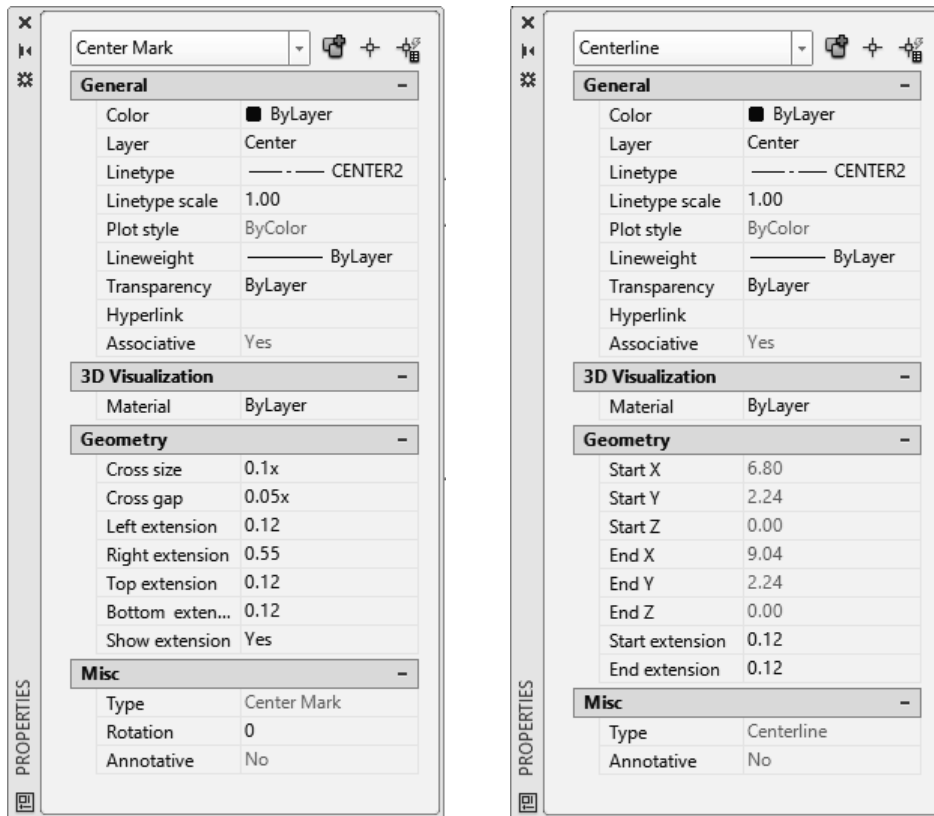 Center Mark
General
Color ByLayer
Layer Center
Linetype CENTER2
Linetype scale 1.00
Plot style ByColor
Lineweight ByLayer
Transparency ByLayer
Hyperlink
Associative Yes
3D Visualization
Material ByLayer
Geometry
Cross size 0.1x
Cross gap 0.05x
Left extension 0.12
Right extension 0.55
Top extension 0.12
Bottom exten... 0.12
Show extension Yes
Misc
Type Center Mark
Rotation 0
Annotative No
PROPERTIES
Centerline
General
Color ByLayer
Layer Center
Linetype CENTER2
Linetype scale 1.00
Plot style ByColor
Lineweight ByLayer
Transparency ByLayer
Hyperlink
Associative Yes
3D Visualization
Material ByLayer
Geometry
Start X 6.80
Start Y 2.24
Start Z 0.00
End X 9.04
End Y 2.24
End Z 0.00
Start extension 0.12
End extension 0.12
Misc
Type Centerline
Annotative No
PROPERTIES